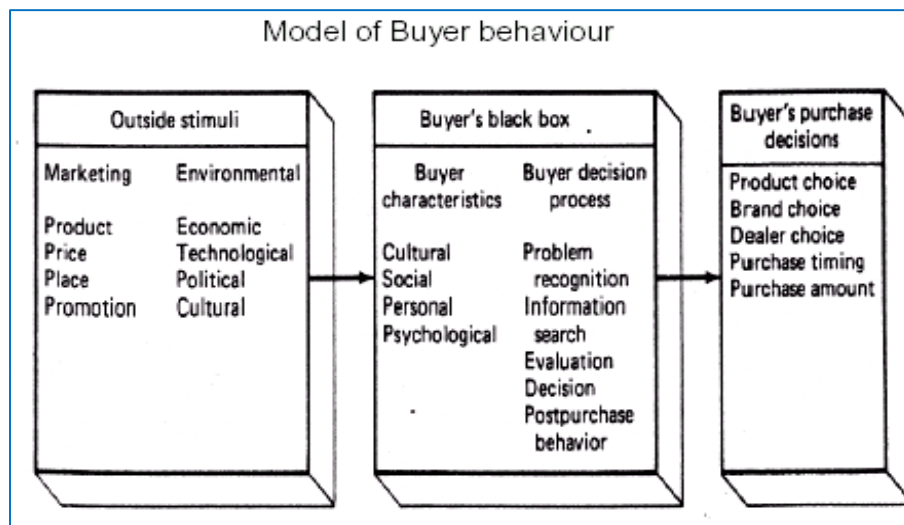 Model of Buyer behaviour
Outside stimuli
Marketing
Environmental
Product
Price
Place
Promotion
Economic
Technological
Political
Cultural
Buyer's black box
Buyer
characteristics
Cultural
Social
Personal
Psychological
Buyer decision
process
Problem
recognition
Information
search
Evaluation
Decision
Postpurchase
behavior
Buyer's purchase
decisions
Product choice
Brand choice
Dealer choice
Purchase timing
Purchase amount